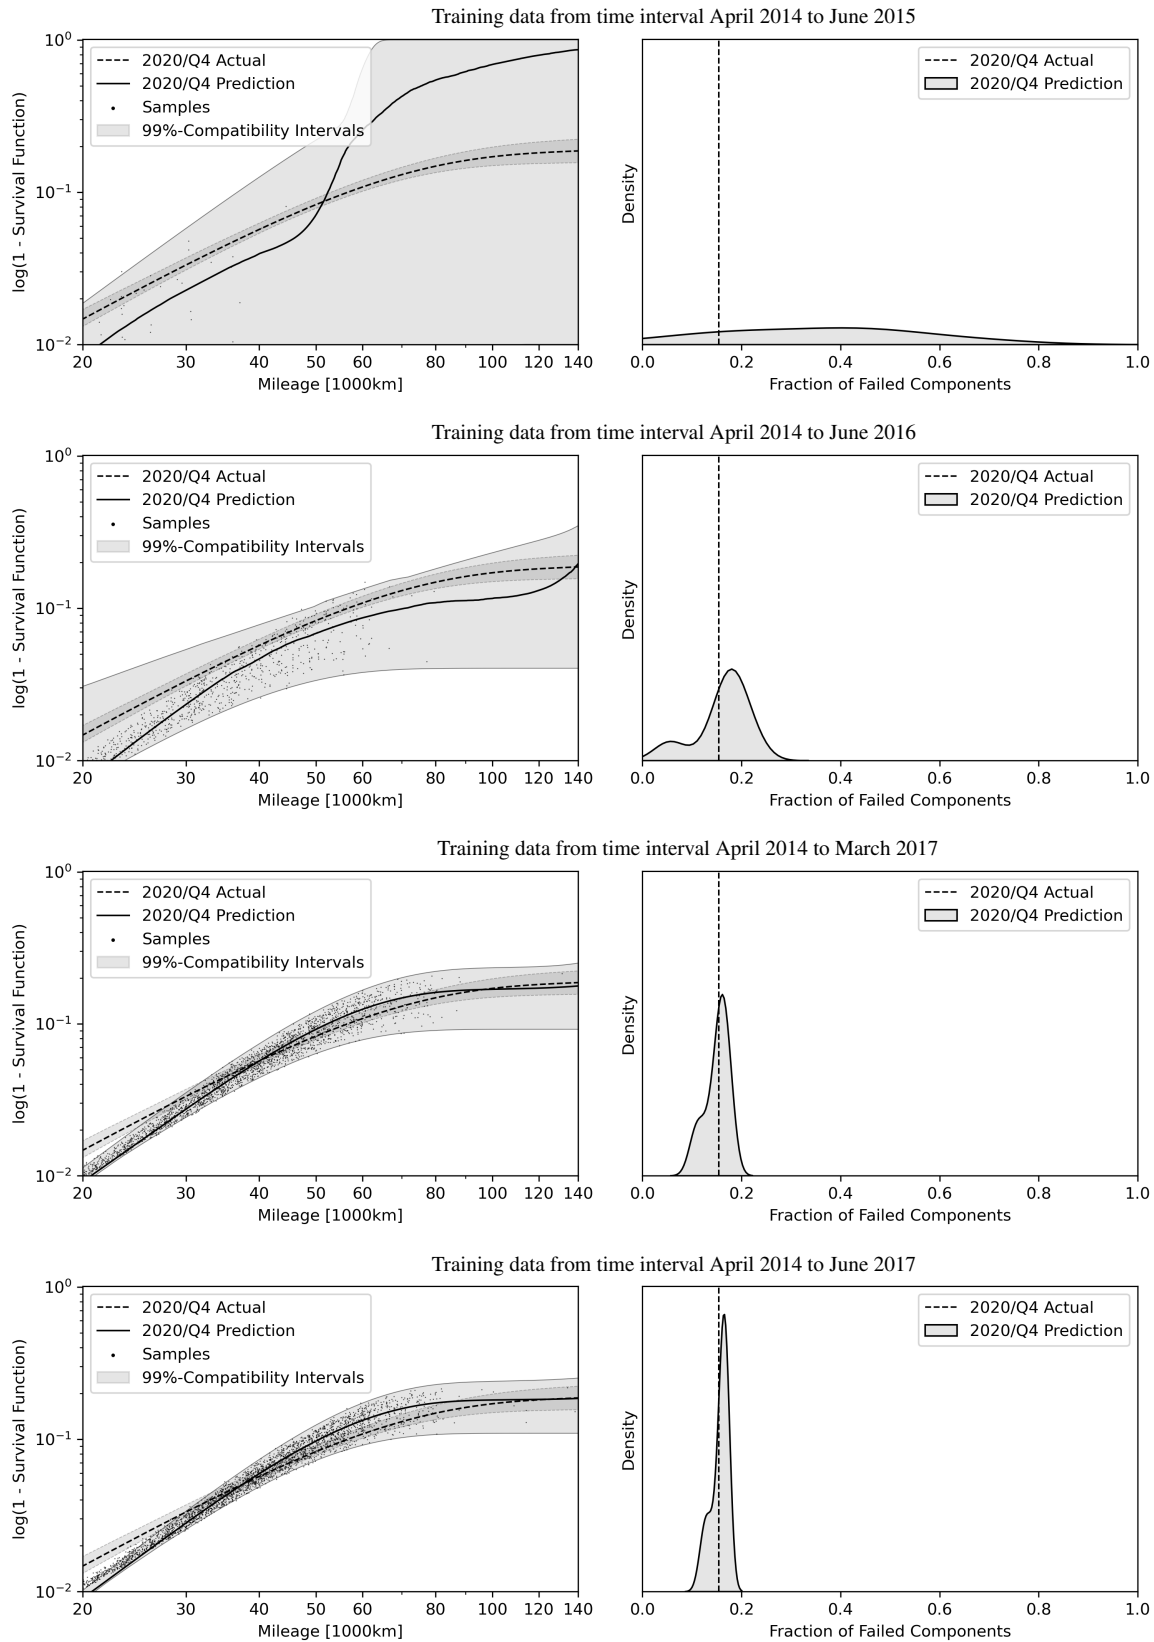 Training data from time interval April 2014 to June 2015
10⁰
10⁻¹
10⁻²
log(1 - Survival Function)
2020/Q4 Actual
2020/Q4 Prediction
Samples
99%-Compatibility Intervals
20 30 40 50 60 80 100 120 140
Mileage [1000km]
Density
2020/Q4 Actual
2020/Q4 Prediction
0.0 0.2 0.4 0.6 0.8 1.0
Fraction of Failed Components
Training data from time interval April 2014 to June 2016
10⁰
10⁻¹
10⁻²
log(1 - Survival Function)
2020/Q4 Actual
2020/Q4 Prediction
Samples
99%-Compatibility Intervals
20 30 40 50 60 80 100 120 140
Mileage [1000km]
Density
2020/Q4 Actual
2020/Q4 Prediction
0.0 0.2 0.4 0.6 0.8 1.0
Fraction of Failed Components
Training data from time interval April 2014 to March 2017
10⁰
10⁻¹
10⁻²
log(1 - Survival Function)
2020/Q4 Actual
2020/Q4 Prediction
Samples
99%-Compatibility Intervals
20 30 40 50 60 80 100 120 140
Mileage [1000km]
Density
2020/Q4 Actual
2020/Q4 Prediction
0.0 0.2 0.4 0.6 0.8 1.0
Fraction of Failed Components
Training data from time interval April 2014 to June 2017
10⁰
10⁻¹
10⁻²
log(1 - Survival Function)
2020/Q4 Actual
2020/Q4 Prediction
Samples
99%-Compatibility Intervals
20 30 40 50 60 80 100 120 140
Mileage [1000km]
Density
2020/Q4 Actual
2020/Q4 Prediction
0.0 0.2 0.4 0.6 0.8 1.0
Fraction of Failed Components